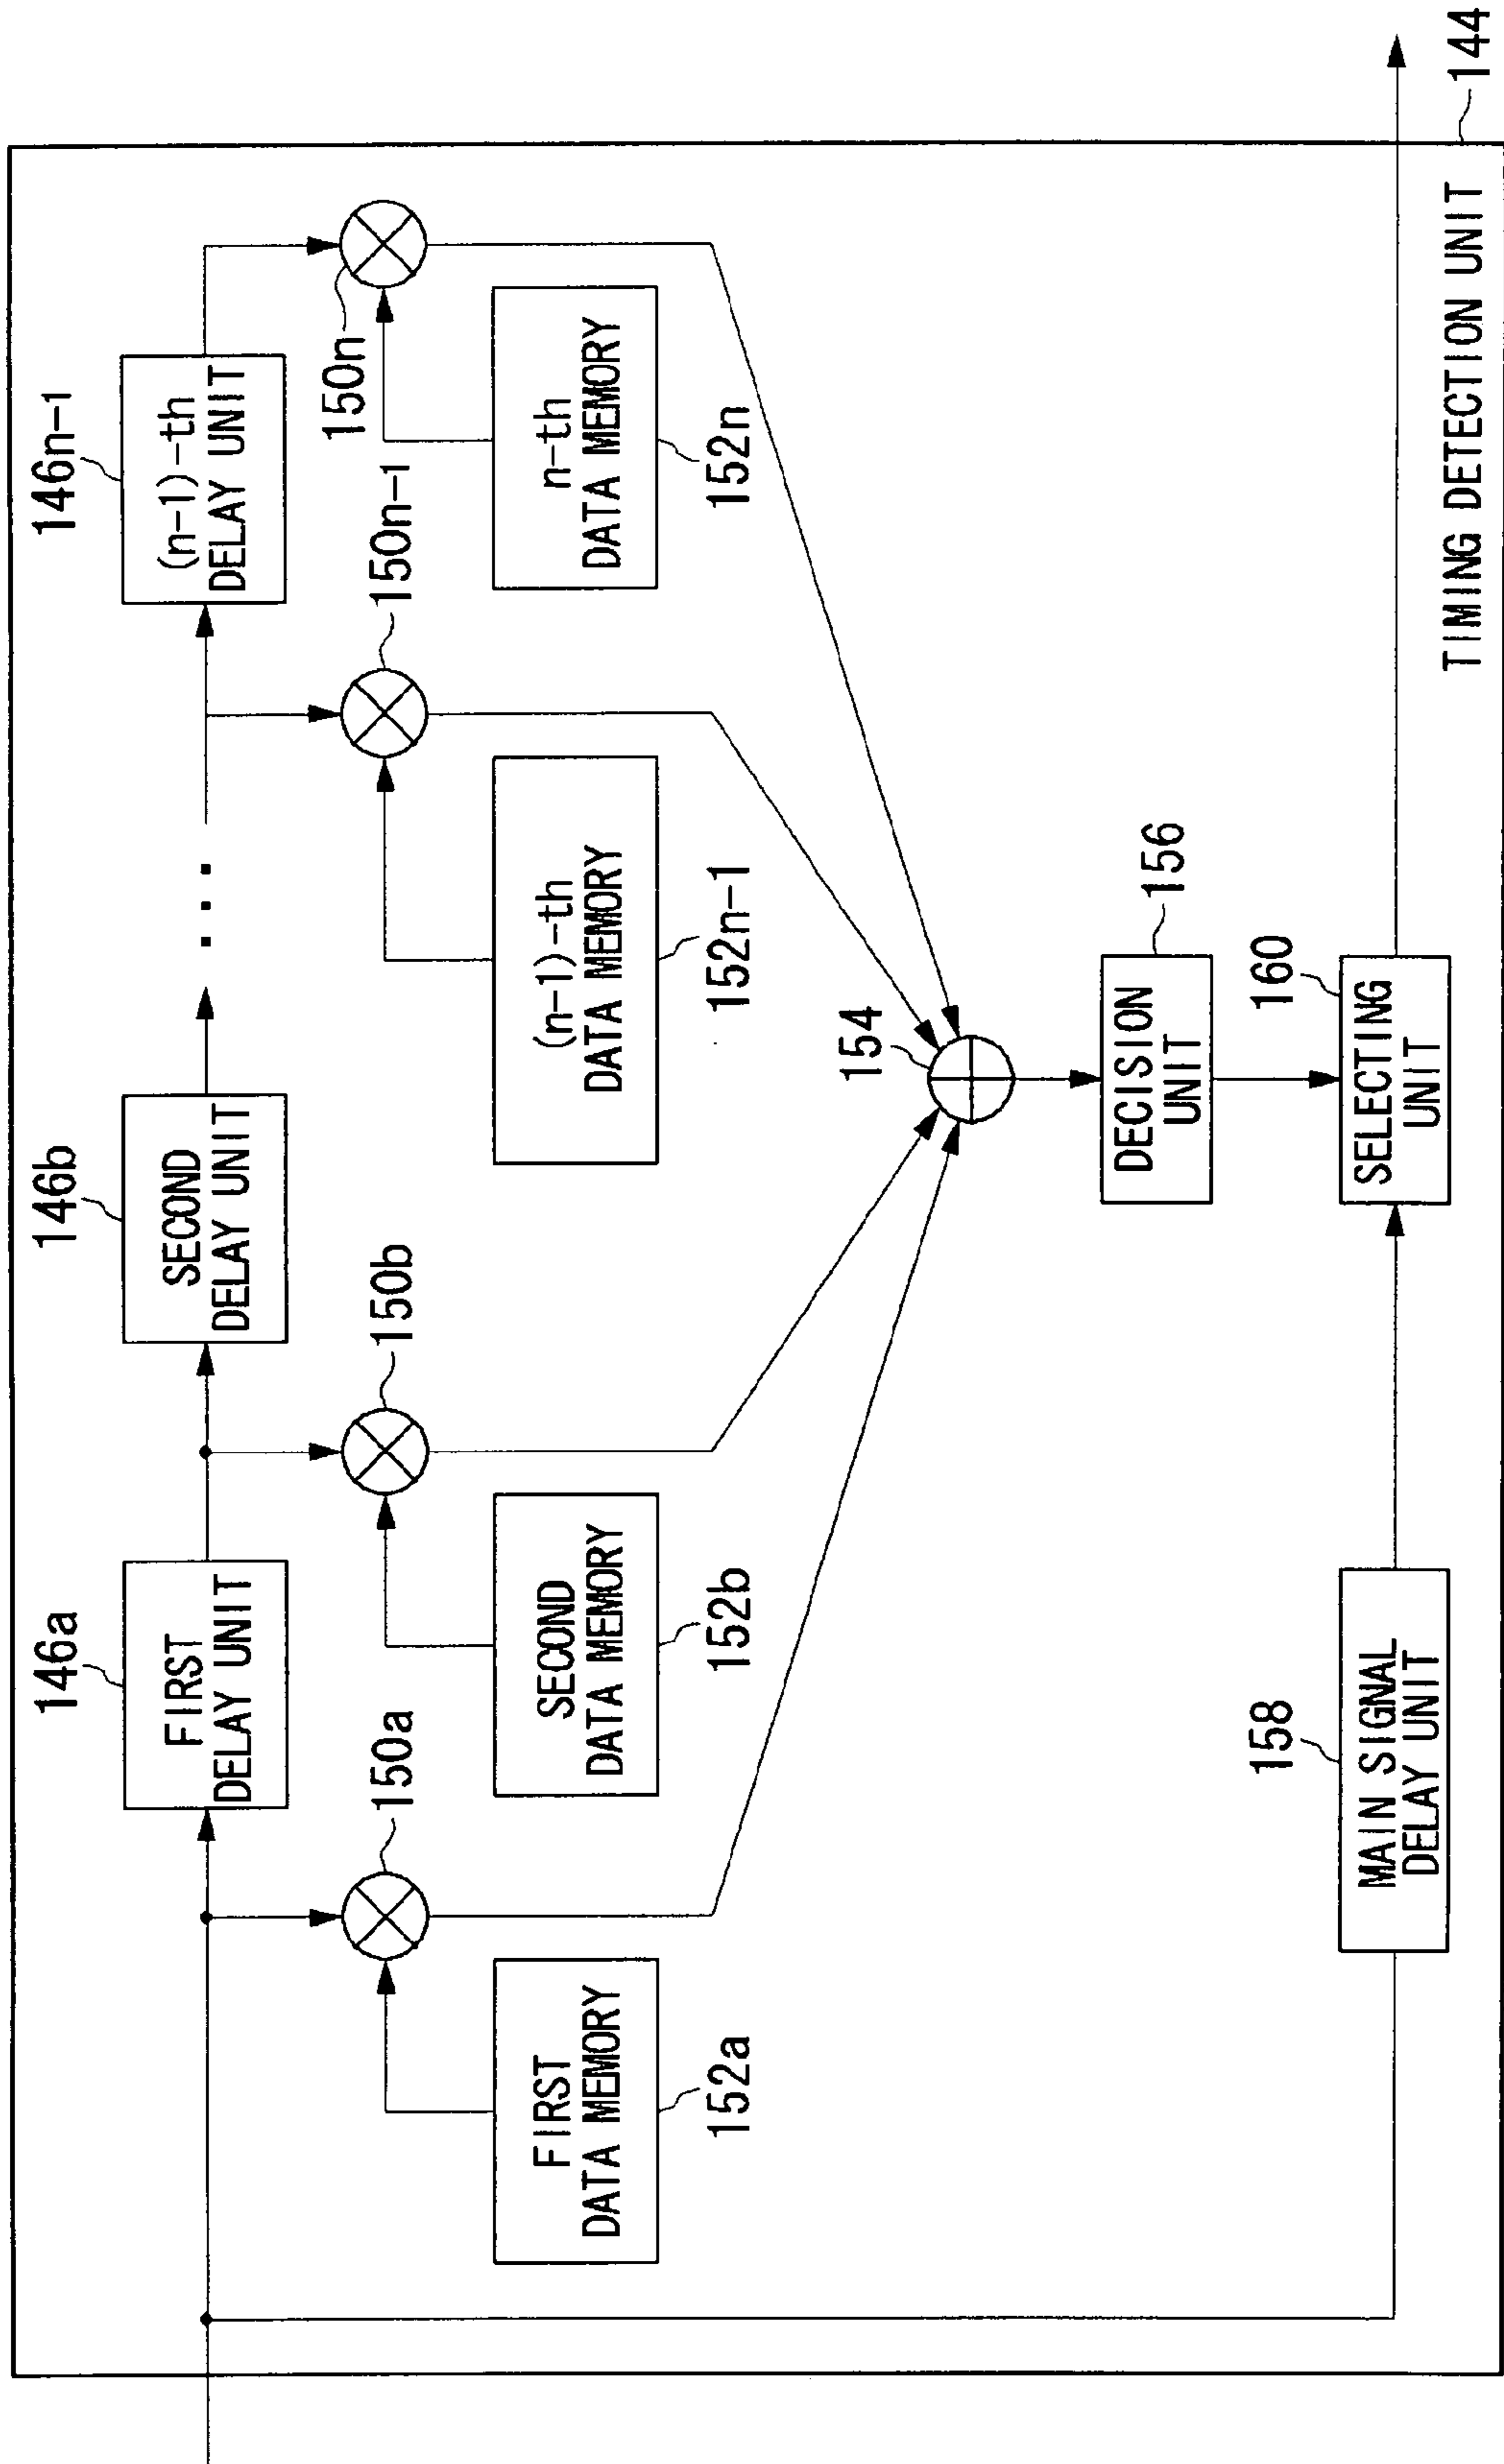 146a
146b
146n-1
FIRST
DELAY UNIT
SECOND
DELAY UNIT
(n-1)-th
DELAY UNIT
150a
150b
150n-1
150n
FIRST
DATA MEMORY
SECOND
DATA MEMORY
(n-1)-th
DATA MEMORY
n-th
DATA MEMORY
152a
152b
152n-1
152n
154
DECISION
UNIT
156
158
MAIN SIGNAL
DELAY UNIT
160
SELECTING
UNIT
TIMING DETECTION UNIT
144